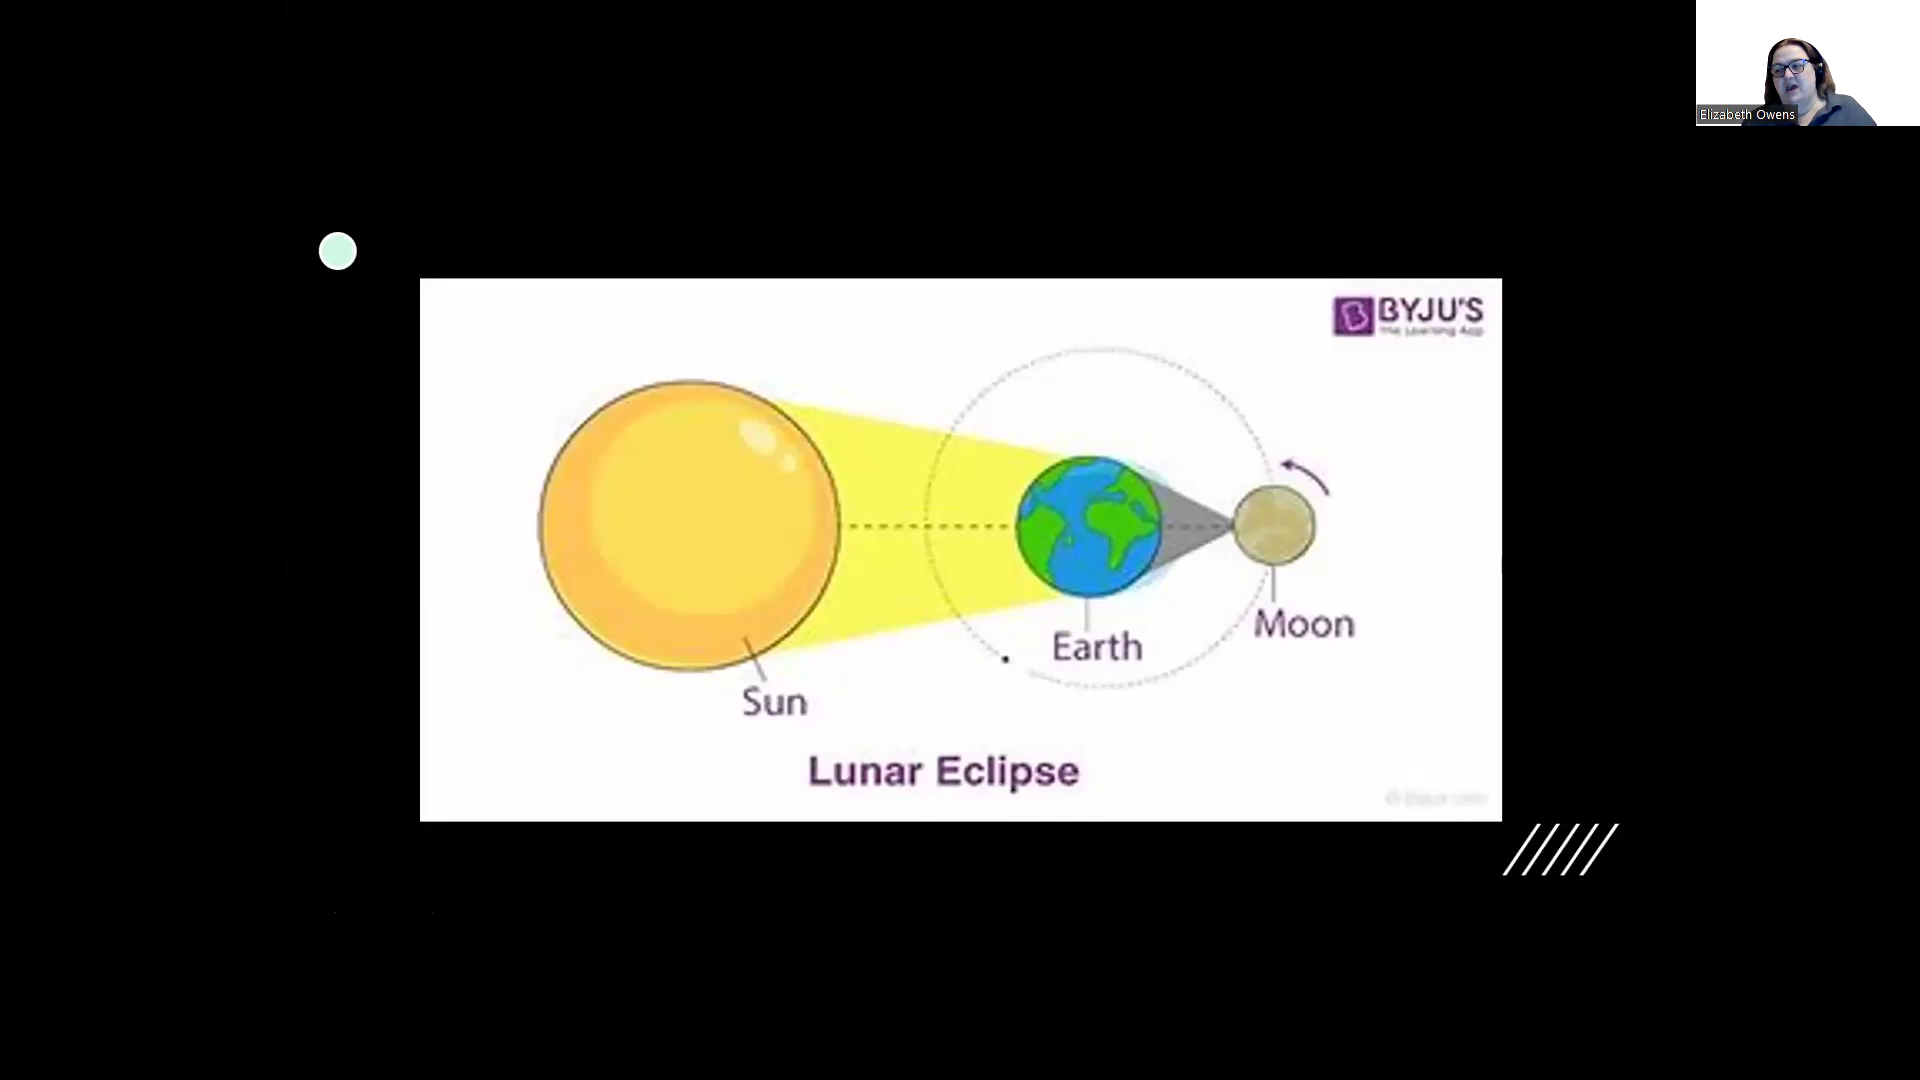 Elizabeth Owens
BYJU'S
The Learning App
Moon
Earth
Sun
Lunar Eclipse